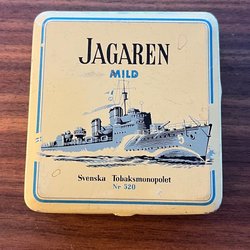 JAGAREN
MILD
Svenska Tobaksmonopolet
Nr 320